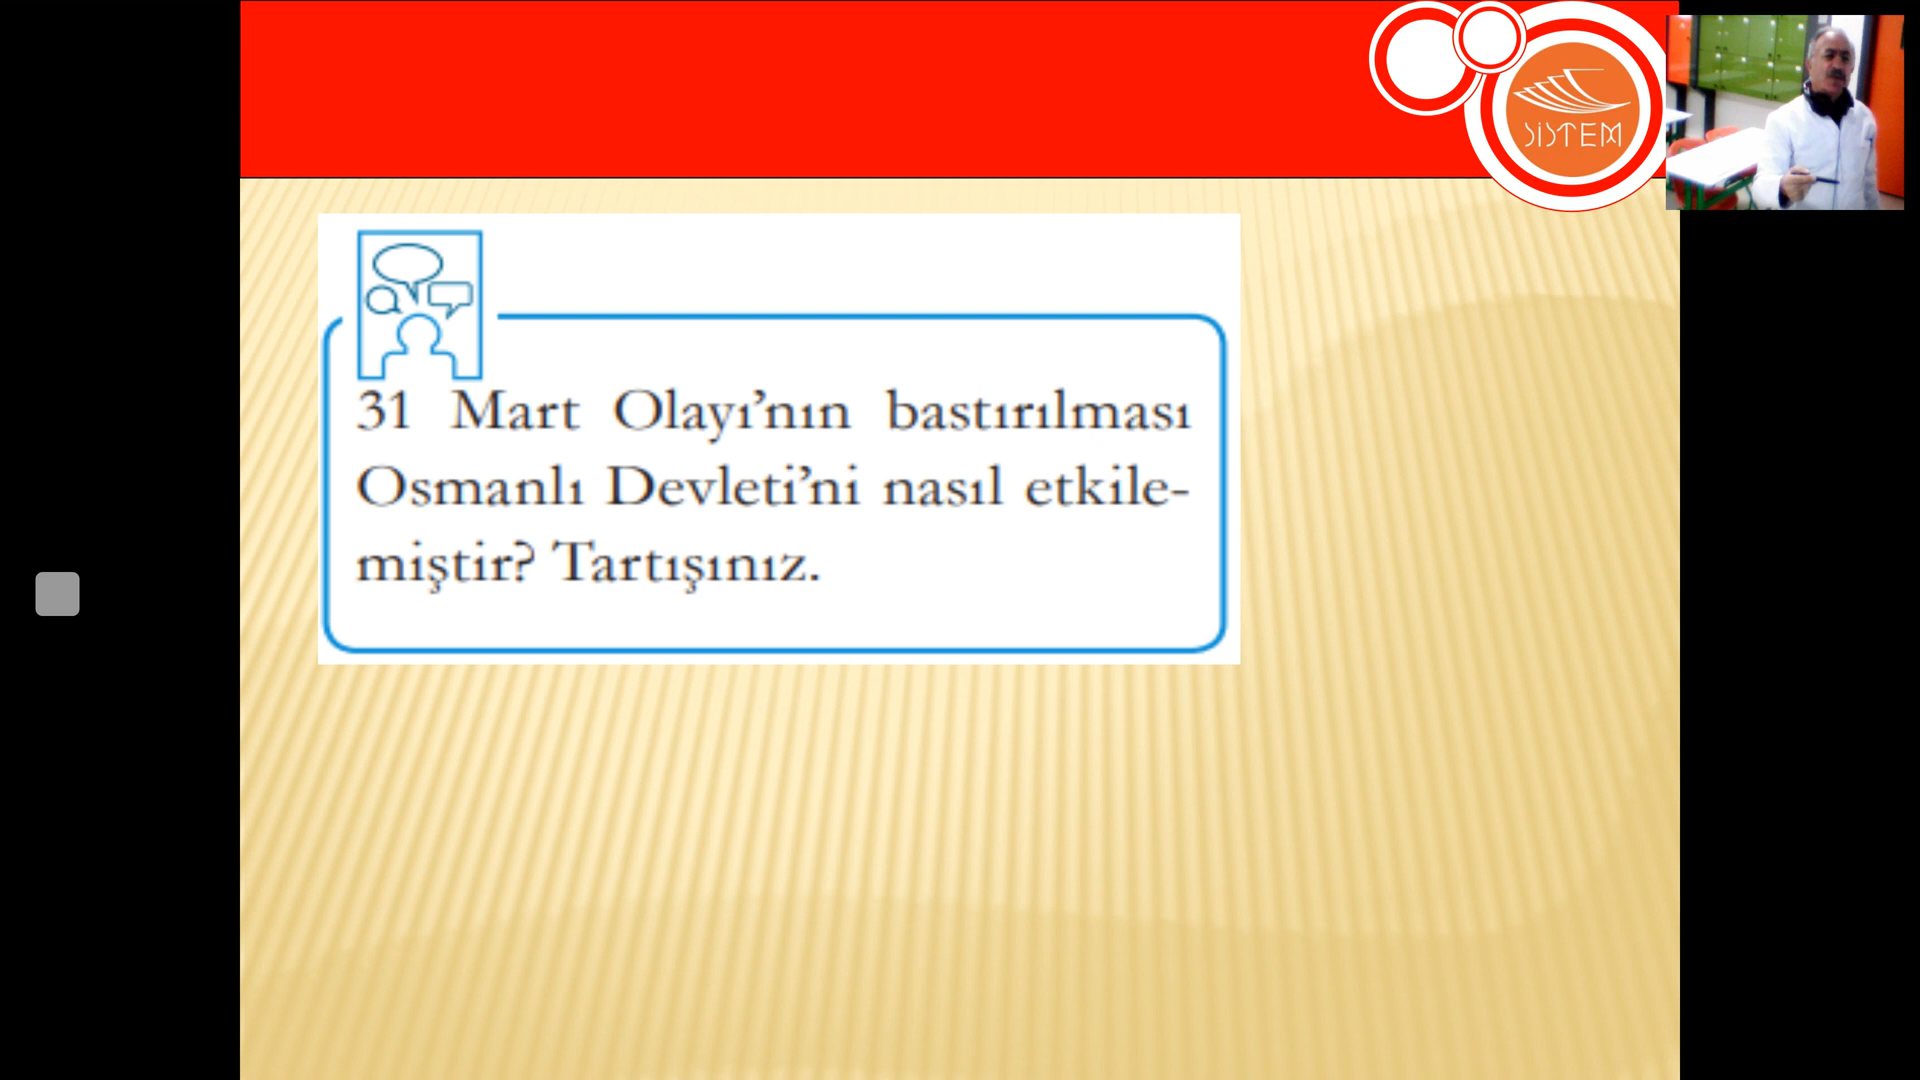 SİSTEM
31 Mart Olayı’nın bastırılması
Osmanlı Devleti’ni nasıl etkile-
miştir? Tartışınız.